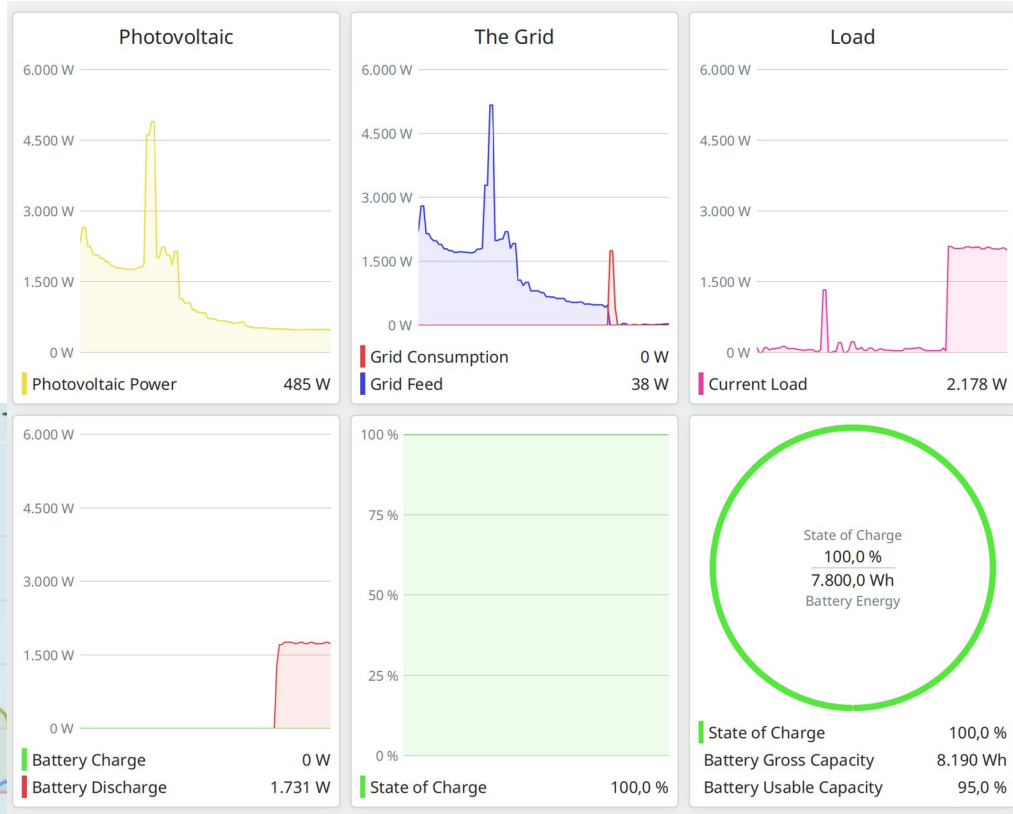 Photovoltaic
6.000 W
4.500 W
3.000 W
1.500 W
0 W
Photovoltaic Power 485 W
The Grid
6.000 W
4.500 W
3.000 W
1.500 W
0 W
Grid Consumption 0 W
Grid Feed 38 W
Load
6.000 W
4.500 W
3.000 W
1.500 W
0 W
Current Load 2.178 W
6.000 W
4.500 W
3.000 W
1.500 W
0 W
Battery Charge 0 W
Battery Discharge 1.731 W
100 %
75 %
50 %
25 %
0 %
State of Charge 100,0 %
State of Charge
100,0 %
7.800,0 Wh
Battery Energy
State of Charge 100,0 %
Battery Gross Capacity 8.190 Wh
Battery Usable Capacity 95,0 %